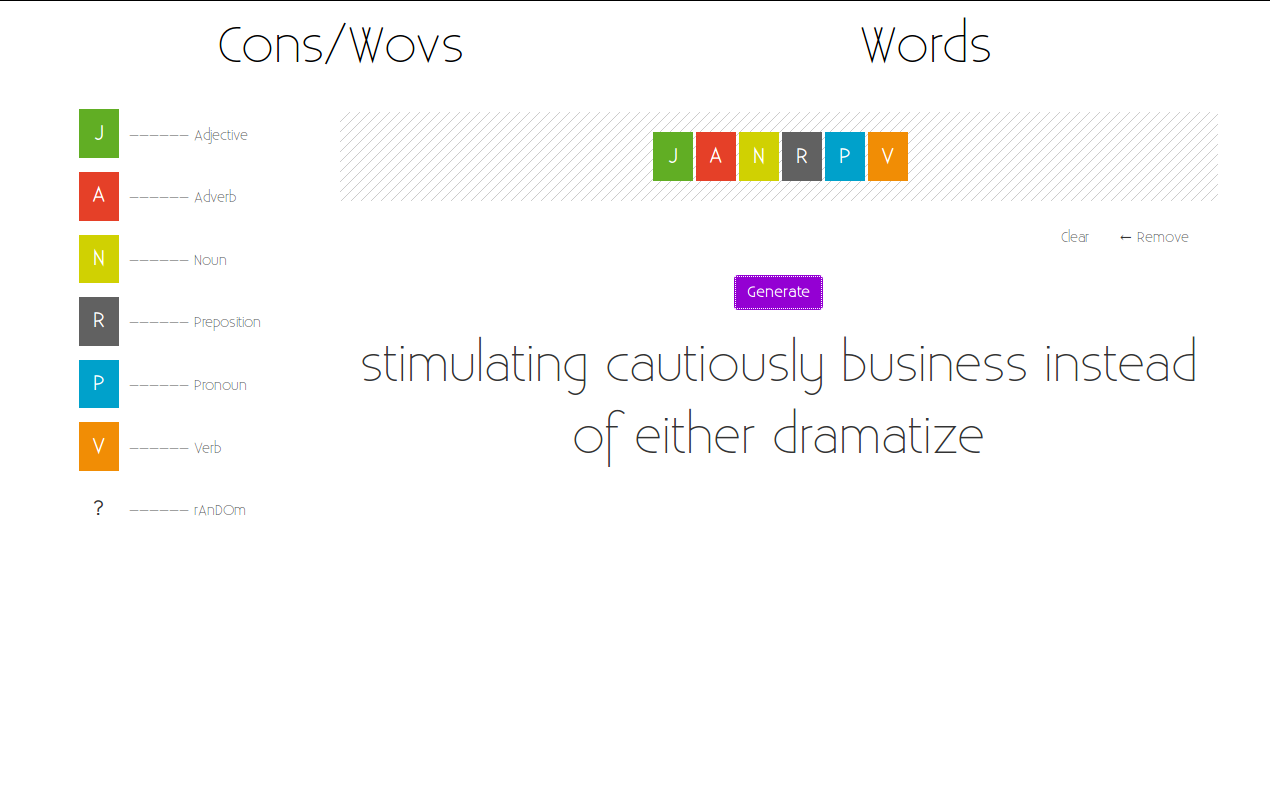 Cons/Wovs
Words
J ------ Adjective
A ------ Adverb
N ------ Noun
R ------ Preposition
P ------ Pronoun
V ------ Verb
? ------ rAnDOm
J A N R P V
Clear ← Remove
Generate
stimulating cautiously business instead
of either dramatize